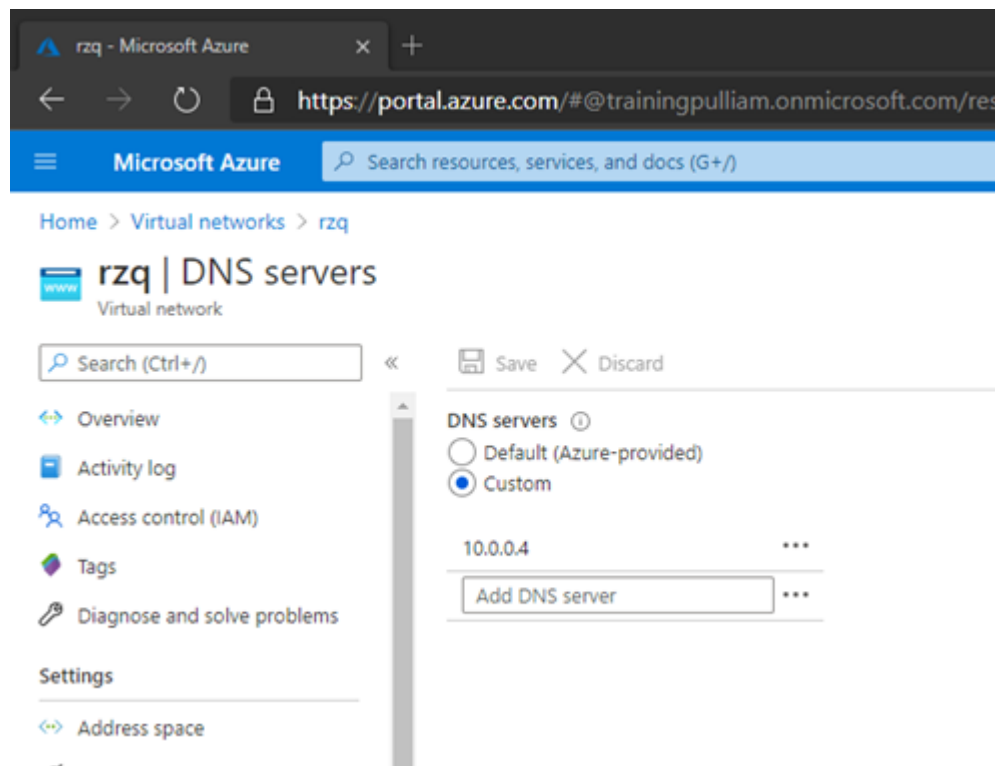 rzq - Microsoft Azure
https://portal.azure.com/#@trainingpulliam.onmicrosoft.com/res
Microsoft Azure
Search resources, services, and docs (G+/)
Home > Virtual networks > rzq
www
rzq | DNS servers
Virtual network
Search (Ctrl+/)
«
Save
Discard
Overview
Activity log
Access control (IAM)
Tags
Diagnose and solve problems
Settings
Address space
DNS servers
Default (Azure-provided)
Custom
10.0.0.4
Add DNS server